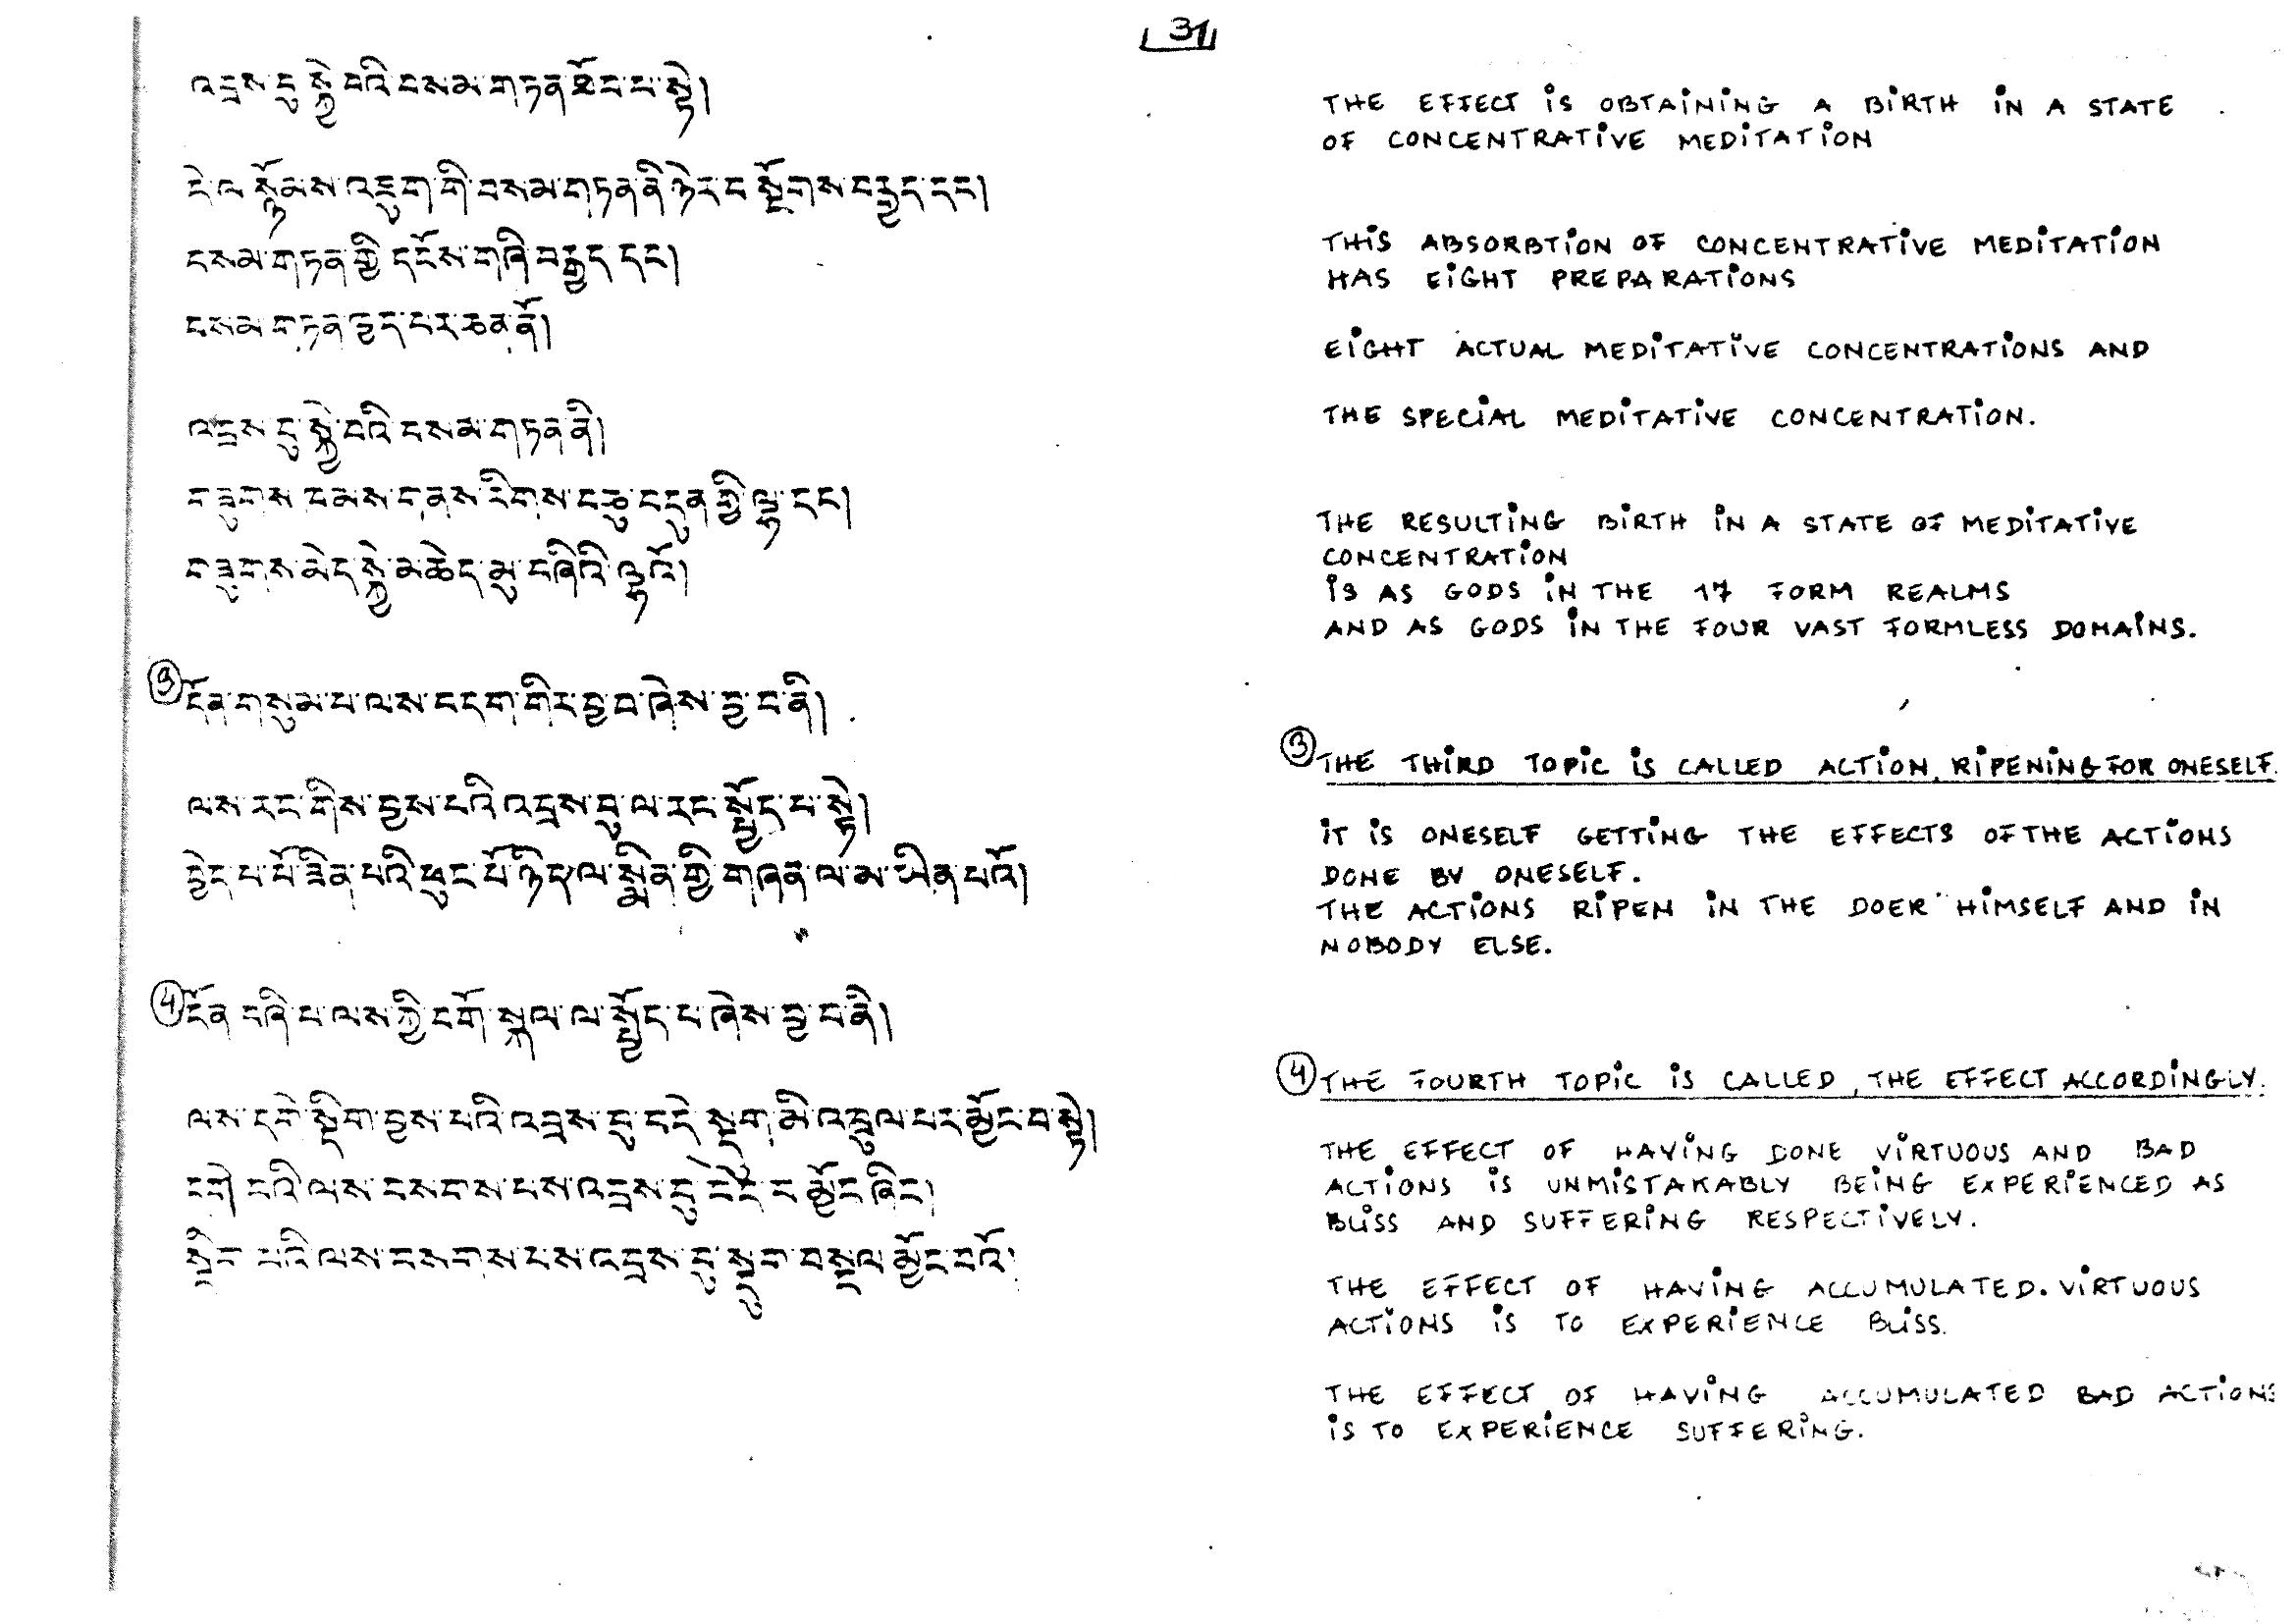 31
འབྲས་བུ་སྐྱེ་བའི་བསམ་གཏན་ཐོབ་པ་སྟེ།
དེ་ལ་སྙོམས་འཇུག་གི་བསམ་གཏན་ནི་ཉེར་བསྡོགས་བརྒྱད་དང༌།
བསམ་གཏན་གྱི་དངོས་གཞི་བརྒྱད་དང༌།
བསམ་གཏན་ཁྱད་པར་ཅན་ནོ།
འབྲས་བུ་སྐྱེ་བའི་བསམ་གཏན་ནི།
གཟུགས་ཁམས་གནས་རིགས་བཅུ་བདུན་གྱི་ལྷ་དང༌།
གཟུགས་མེད་སྐྱེ་མཆེད་མུ་བཞིའི་ལྷའོ།
③ དོན་གསུམ་པ་ལས་བདག་གིར་བྱ་བ་ཞེས་བྱ་བ་ནི།
ལས་རང་གིས་བྱས་པའི་འབྲས་བུ་ལ་རང་སྤྱོད་པ་སྟེ།
བྱེད་པ་པོ་ཟིན་པའི་ཕུང་པོ་ཉིད་ལ་སྨིན་གྱི་གཞན་ལ་མ་ཡིན་པའོ།
④ དོན་བཞི་པ་ལས་ཀྱི་བགོ་སྐལ་ལ་སྤྱོད་པ་ཞེས་བྱ་བ་ནི།
ལས་དགེ་སྡིག་བྱས་པའི་འབྲས་བུ་བདེ་སྡུག་མི་འཁྲུལ་པར་མྱོང་བ་སྟེ།
དགེ་བའི་ལས་བསགས་པས་འབྲས་བུ་བདེ་བ་མྱོང་ཞིང༌།
སྡིག་པའི་ལས་བསགས་པས་འབྲས་བུ་སྡུག་བསྔལ་མྱོང་བའོ།
THE EFFECT IS OBTAINING A BIRTH IN A STATE
OF CONCENTRATIVE MEDITATION
THIS ABSORBTION OF CONCENTRATIVE MEDITATION
HAS EIGHT PREPARATIONS
EIGHT ACTUAL MEDITATIVE CONCENTRATIONS AND
THE SPECIAL MEDITATIVE CONCENTRATION.
THE RESULTING BIRTH IN A STATE OF MEDITATIVE
CONCENTRATION
IS AS GODS IN THE 17 FORM REALMS
AND AS GODS IN THE FOUR VAST FORMLESS DOMAINS.
③ THE THIRD TOPIC IS CALLED ACTION, RIPENING FOR ONESELF.
IT IS ONESELF GETTING THE EFFECTS OF THE ACTIONS
DONE BY ONESELF.
THE ACTIONS RIPEN IN THE DOER HIMSELF AND IN
NOBODY ELSE.
④ THE FOURTH TOPIC IS CALLED, THE EFFECT ACCORDINGLY.
THE EFFECT OF HAVING DONE VIRTUOUS AND BAD
ACTIONS IS UNMISTAKABLY BEING EXPERIENCED AS
BLISS AND SUFFERING RESPECTIVELY.
THE EFFECT OF HAVING ACCUMULATED. VIRTUOUS
ACTIONS IS TO EXPERIENCE BLISS.
THE EFFECT OF HAVING ACCUMULATED BAD ACTIONS
IS TO EXPERIENCE SUFFERING.